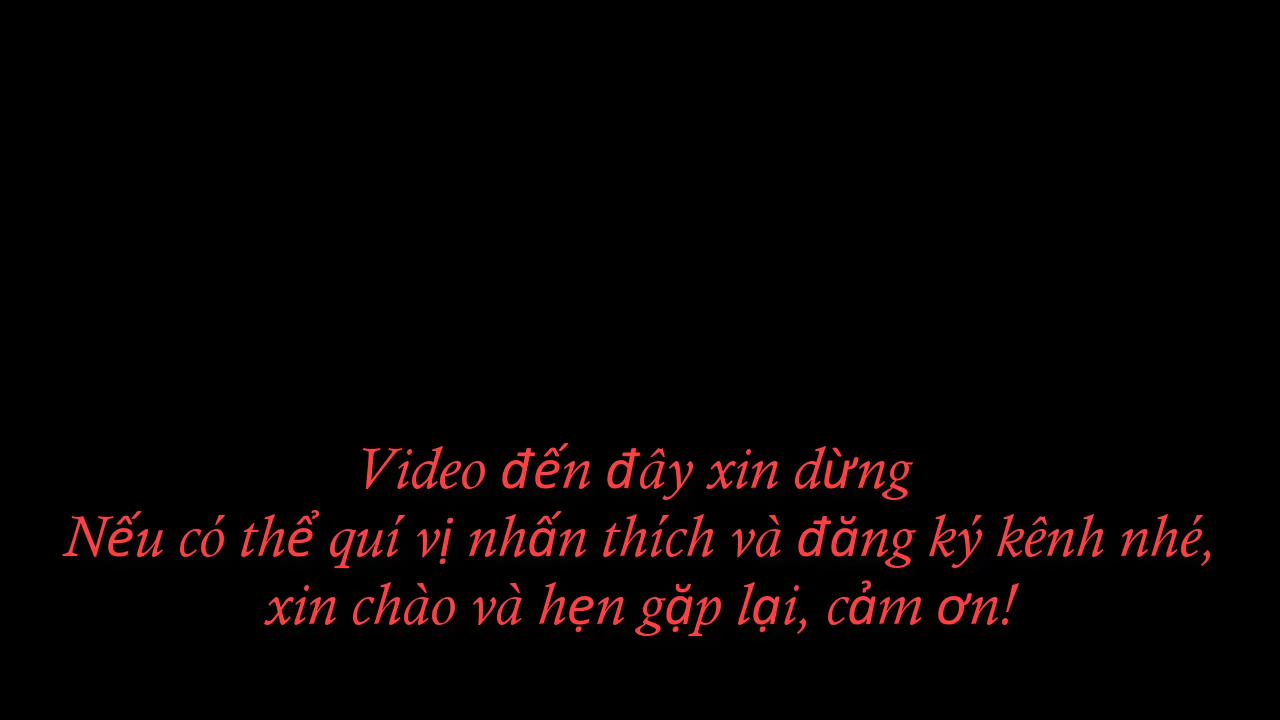 Video đến đây xin dừng
Nếu có thể quí vị nhấn thích và đăng ký kênh nhé,
xin chào và hẹn gặp lại, cảm ơn!